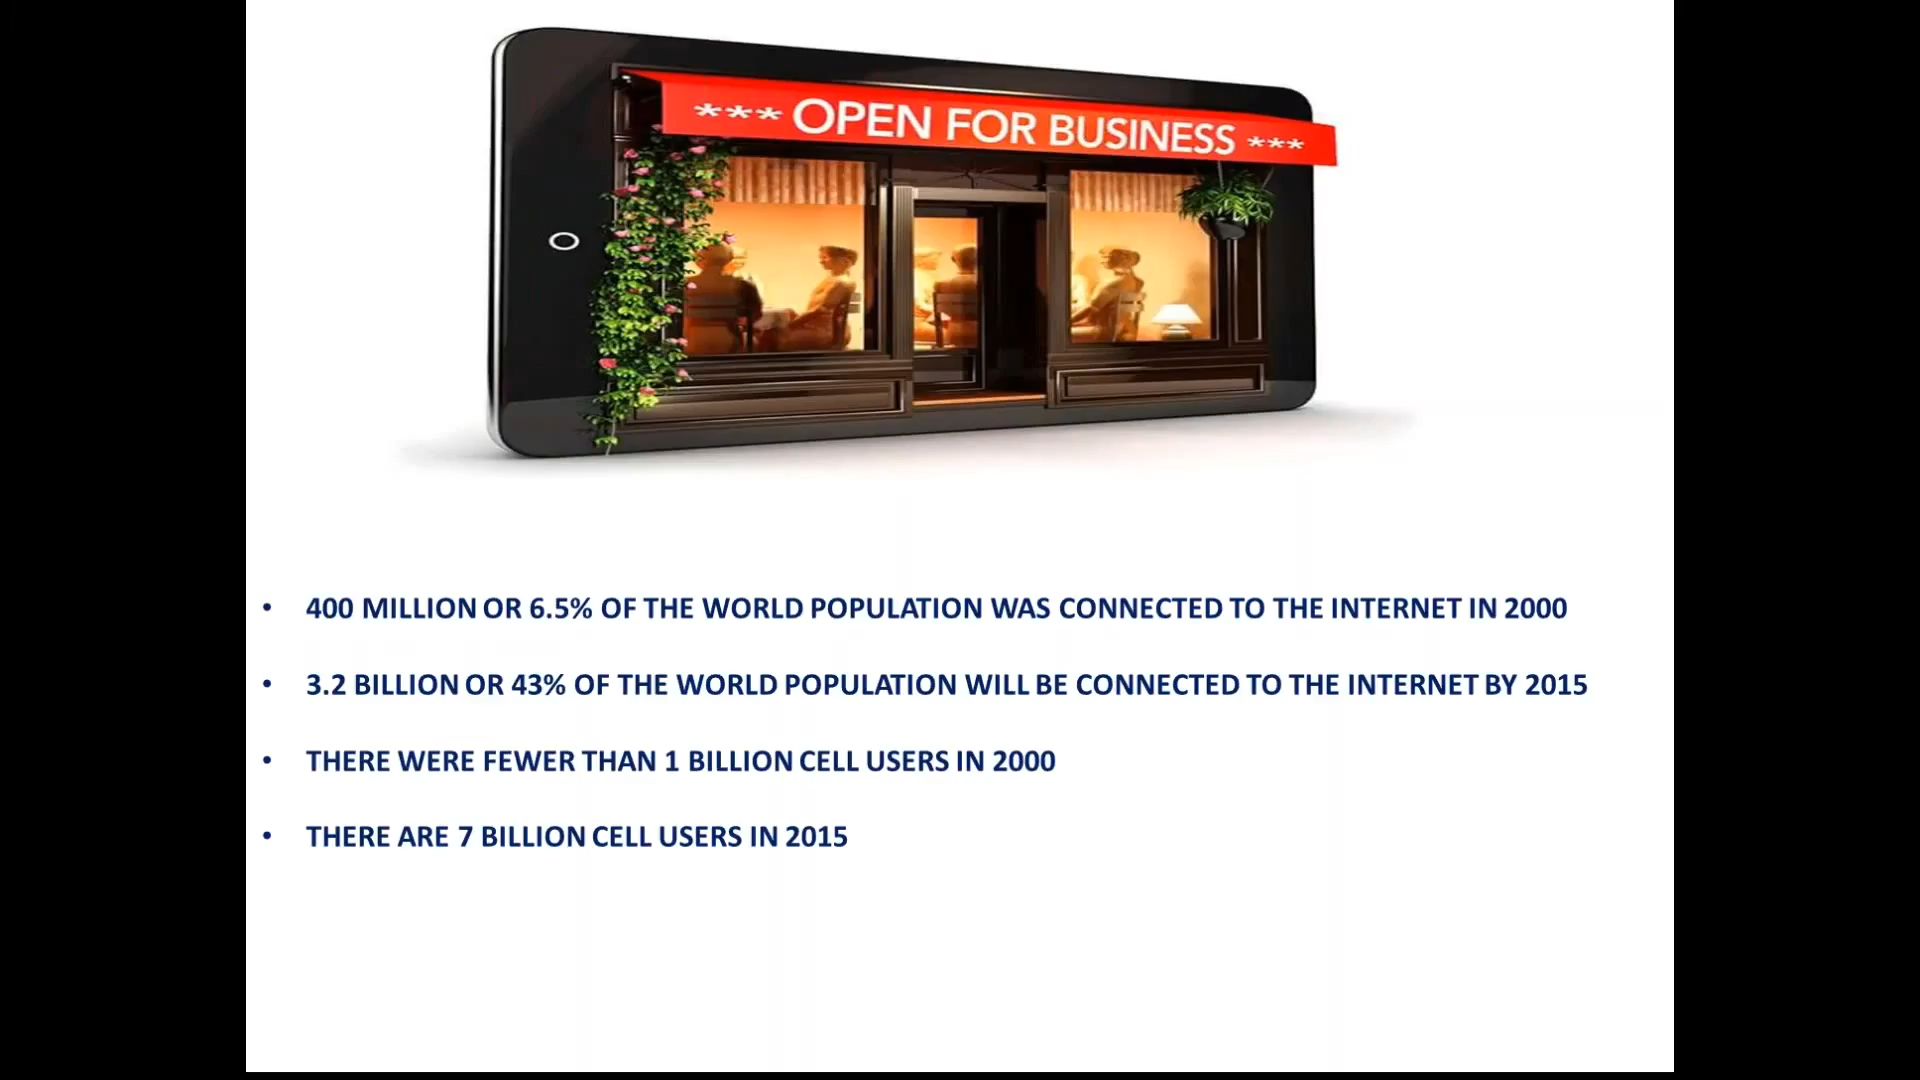 *** OPEN FOR BUSINESS ***
• 400 MILLION OR 6.5% OF THE WORLD POPULATION WAS CONNECTED TO THE INTERNET IN 2000
• 3.2 BILLION OR 43% OF THE WORLD POPULATION WILL BE CONNECTED TO THE INTERNET BY 2015
• THERE WERE FEWER THAN 1 BILLION CELL USERS IN 2000
• THERE ARE 7 BILLION CELL USERS IN 2015